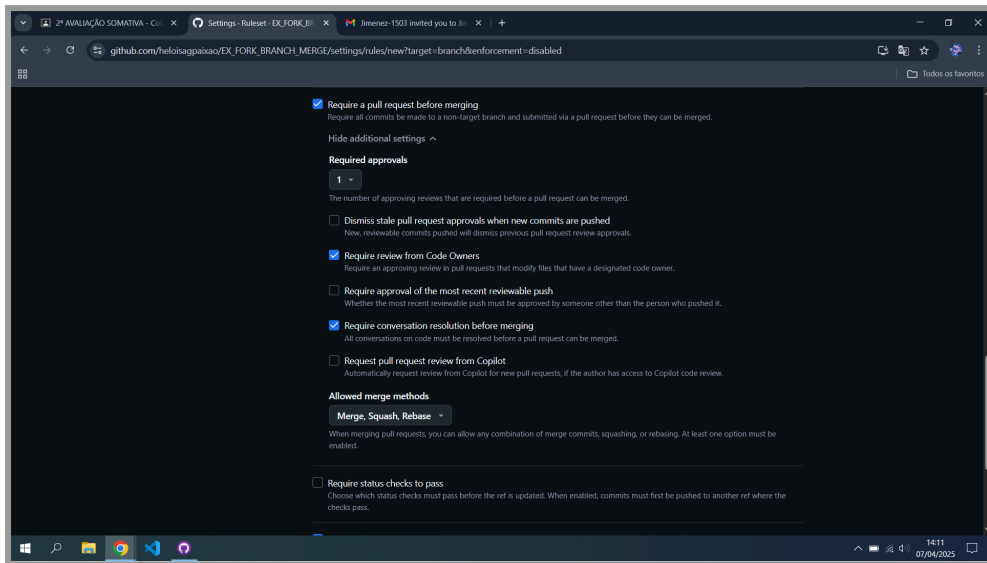 2ª AVALIAÇÃO SOMATIVA - Col
Settings · Ruleset · EX_FORK_BR
Jimenez-1503 invited you to Je
github.com/heloisagpaixao/EX_FORK_BRANCH_MERGE/settings/rules/new?target=branch&enforcement=disabled
Todos os favoritos
Require a pull request before merging
Require all commits be made to a non-target branch and submitted via a pull request before they can be merged.
Hide additional settings
Required approvals
1
The number of approving reviews that are required before a pull request can be merged.
Dismiss stale pull request approvals when new commits are pushed
New, reviewable commits pushed will dismiss previous pull request review approvals.
Require review from Code Owners
Require an approving review in pull requests that modify files that have a designated code owner.
Require approval of the most recent reviewable push
Whether the most recent reviewable push must be approved by someone other than the person who pushed it.
Require conversation resolution before merging
All conversations on code must be resolved before a pull request can be merged.
Request pull request review from Copilot
Automatically request review from Copilot for new pull requests, if the author has access to Copilot code review.
Allowed merge methods
Merge, Squash, Rebase
When merging pull requests, you can allow any combination of merge commits, squashing, or rebasing. At least one option must be
enabled.
Require status checks to pass
Choose which status checks must pass before the ref is updated. When enabled, commits must first be pushed to another ref where the
checks pass.
14:11
07/04/2025